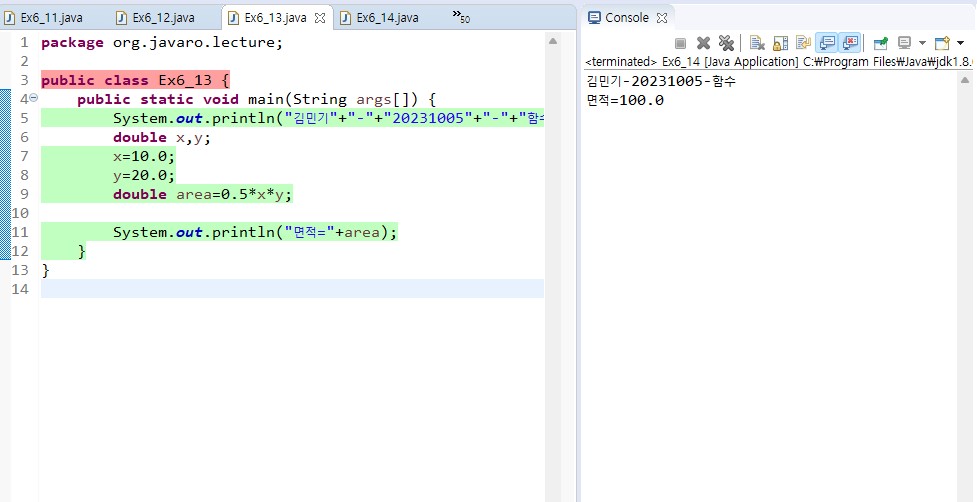 Ex6_11.java Ex6_12.java Ex6_13.java Ex6_14.java »50
1 package org.javaro.lecture;
2
3 public class Ex6_13 {
4 public static void main(String args[]) {
5 System.out.println("김민기"+"-"+"20231005"+"-"+"함수
6 double x,y;
7 x=10.0;
8 y=20.0;
9 double area=0.5*x*y;
10
11 System.out.println("면적="+area);
12 }
13 }
14
Console
<terminated> Ex6_14 [Java Application] C:₩Program Files₩Java₩jdk1.8.0
김민기-20231005-함수
면적=100.0